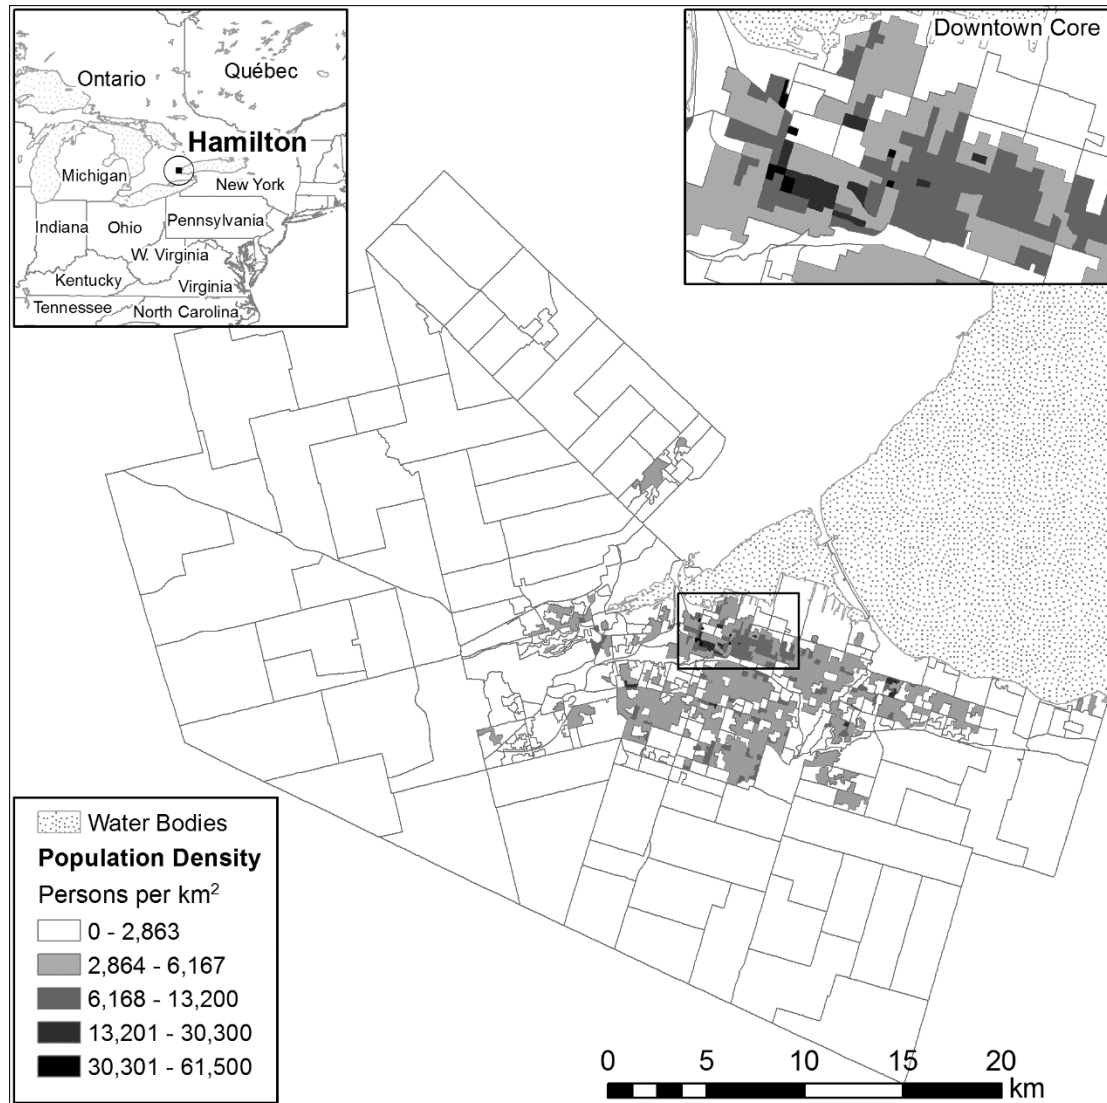 Ontario
Québec
Hamilton
Michigan
New York
Indiana
Ohio
Pennsylvania
W. Virginia
Kentucky
Virginia
Tennessee
North Carolina
Downtown Core
Water Bodies
Population Density
Persons per km²
0 - 2,863
2,864 - 6,167
6,168 - 13,200
13,201 - 30,300
30,301 - 61,500
0 5 10 15 20
km